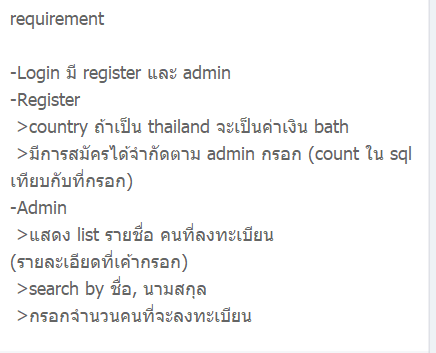 requirement
-Login มี register และ admin
-Register
>country ถ้าเป็น thailand จะเป็นค่าเงิน bath
>มีการสมัครได้จำกัดตาม admin กรอก (count ใน sql
เทียบกับที่กรอก)
-Admin
>แสดง list รายชื่อ คนที่ลงทะเบียน
(รายละเอียดที่เค้ากรอก)
>search by ชื่อ, นามสกุล
>กรอกจำนวนคนที่จะลงทะเบียน